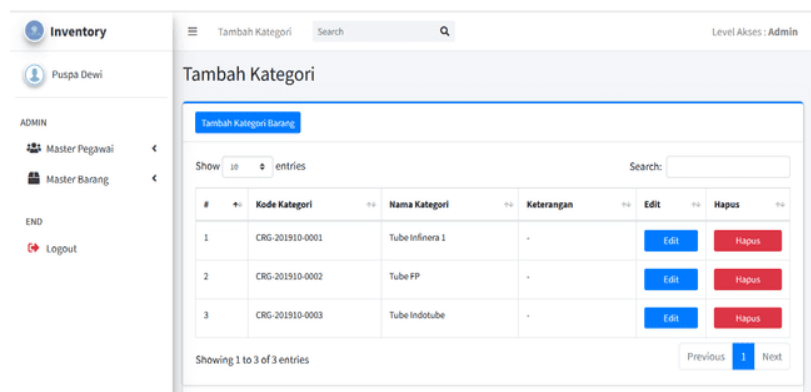 Inventory
Tambah Kategori
Search
Level Akses : Admin
Puspa Dewi
Tambah Kategori
ADMIN
Master Pegawai
Master Barang
END
Logout
Tambah Kategori Barang
Show 10 entries
Search:
# Kode Kategori Nama Kategori Keterangan Edit Hapus
1 CRG-201910-0001 Tube Infinera 1 - Edit Hapus
2 CRG-201910-0002 Tube FP - Edit Hapus
3 CRG-201910-0003 Tube Indotube - Edit Hapus
Showing 1 to 3 of 3 entries
Previous 1 Next